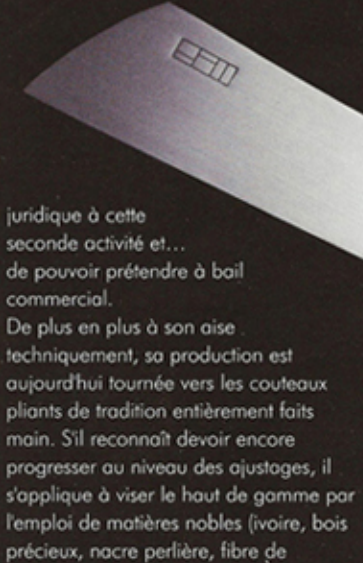 juridique à cette
seconde activité et...
de pouvoir prétendre à bail
commercial.
De plus en plus à son aise
techniquement, sa production est
aujourd'hui tournée vers les couteaux
pliants de tradition entièrement faits
main. S'il reconnaît devoir encore
progresser au niveau des ajustages, il
s'applique à viser le haut de gamme par
l'emploi de matières nobles (ivoire, bois
précieux, nacre perlière, fibre de